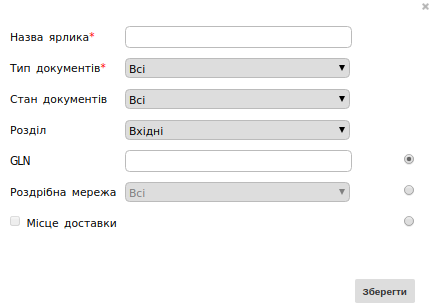 Назва ярлика*
Тип документів* Всі
Стан документів Всі
Розділ Вхідні
GLN
Роздрібна мережа Всі
Місце доставки
Зберегти